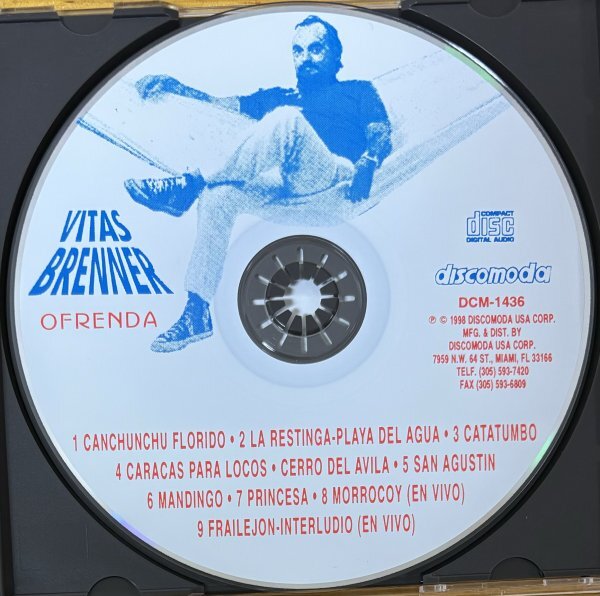 VITAS
BRENNER
OFRENDA
COMPACT
disc
DIGITAL AUDIO
discomoda
DCM-1436
℗ © 1998 DISCOMODA USA CORP.
MFG. & DIST. BY
DISCOMODA USA CORP.
7959 N.W. 64 ST., MIAMI, FL 33166
TELF. (305) 593-7420
FAX (305) 593-6809
1 CANCHUNCHU FLORIDO • 2 LA RESTINGA-PLAYA DEL AGUA • 3 CATATUMBO
4 CARACAS PARA LOCOS • CERRO DEL AVILA • 5 SAN AGUSTIN
6 MANDINGO • 7 PRINCESA • 8 MORROCOY (EN VIVO)
9 FRAILEJON-INTERLUDIO (EN VIVO)